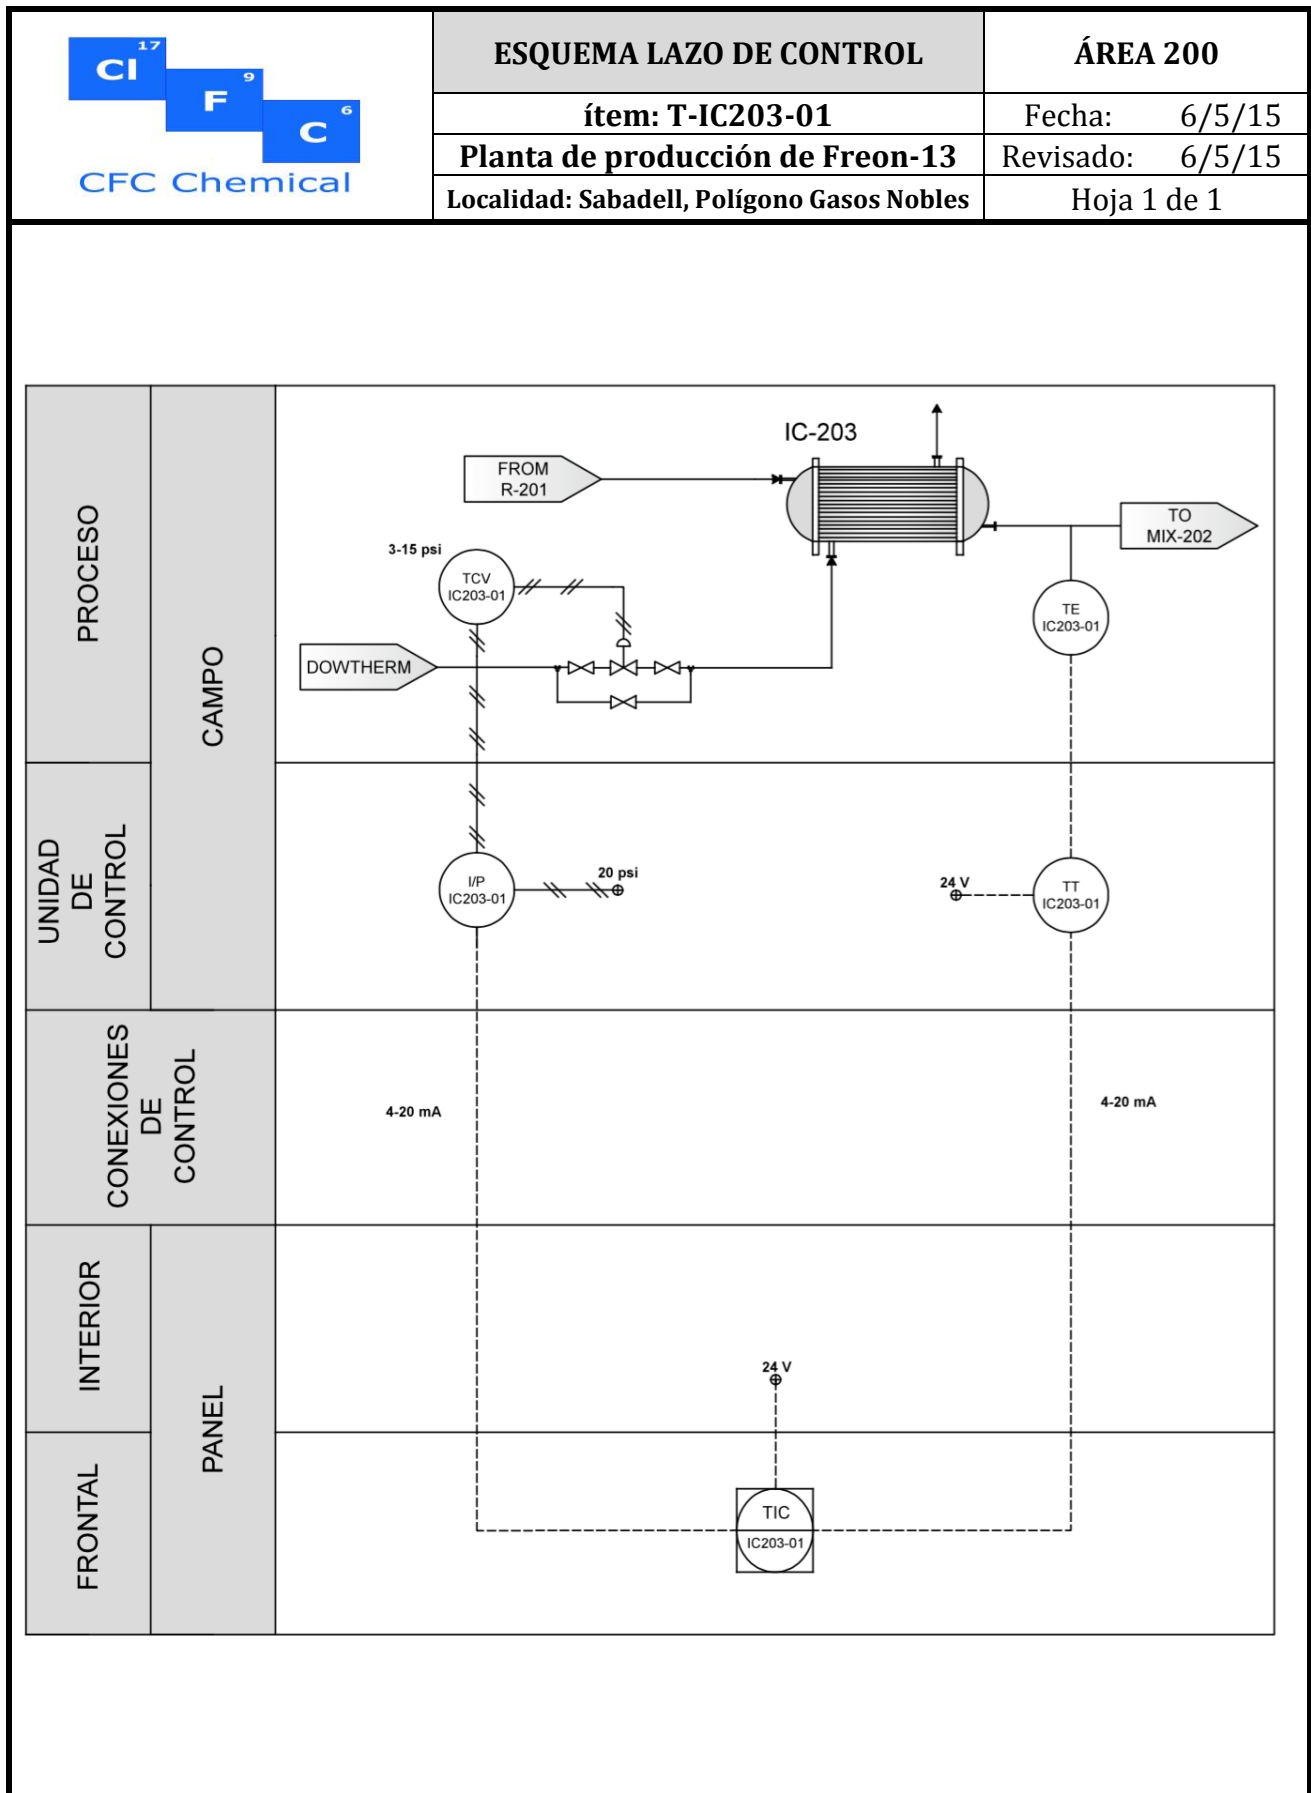 17
Cl
9
F
6
C
CFC Chemical
ESQUEMA LAZO DE CONTROL
ÁREA 200
ítem: T-IC203-01
Fecha: 6/5/15
Planta de producción de Freon-13
Revisado: 6/5/15
Localidad: Sabadell, Polígono Gasos Nobles
Hoja 1 de 1
PROCESO
CAMPO
IC-203
FROM
R-201
TO
MIX-202
3-15 psi
TCV
IC203-01
TE
IC203-01
DOWTHERM
UNIDAD
DE
CONTROL
I/P
IC203-01
20 psi
24 V
TT
IC203-01
CONEXIONES
DE
CONTROL
4-20 mA
4-20 mA
INTERIOR
PANEL
24 V
FRONTAL
TIC
IC203-01